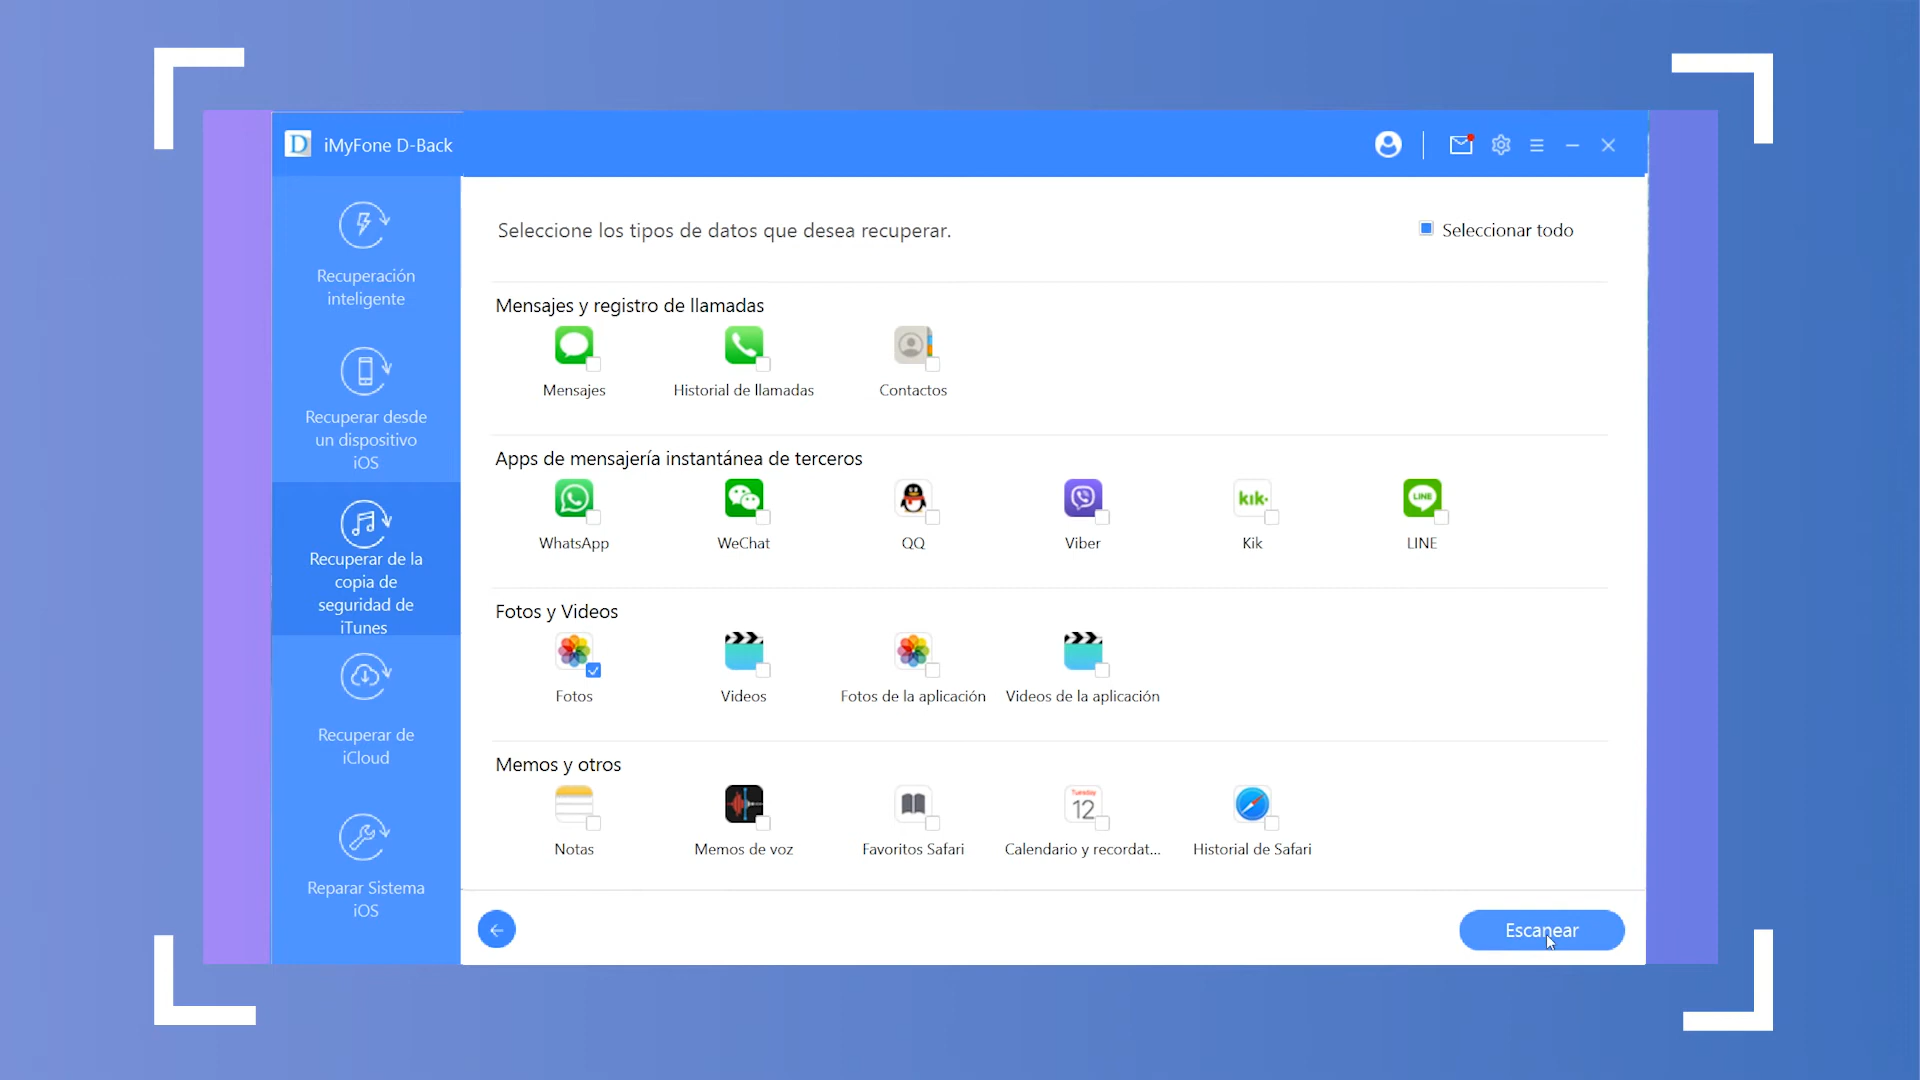 D iMyFone D-Back
Recuperación
inteligente
Recuperar desde
un dispositivo
iOS
Recuperar de la
copia de
seguridad de
iTunes
Recuperar de
iCloud
Reparar Sistema
iOS
Seleccione los tipos de datos que desea recuperar.
Seleccionar todo
Mensajes y registro de llamadas
Mensajes
Historial de llamadas
Contactos
Apps de mensajería instantánea de terceros
kik
LINE
WhatsApp
WeChat
QQ
Viber
Kik
LINE
Fotos y Videos
Fotos
Videos
Fotos de la aplicación
Videos de la aplicación
Memos y otros
Tuesday
12
Notas
Memos de voz
Favoritos Safari
Calendario y recordat...
Historial de Safari
Escanear